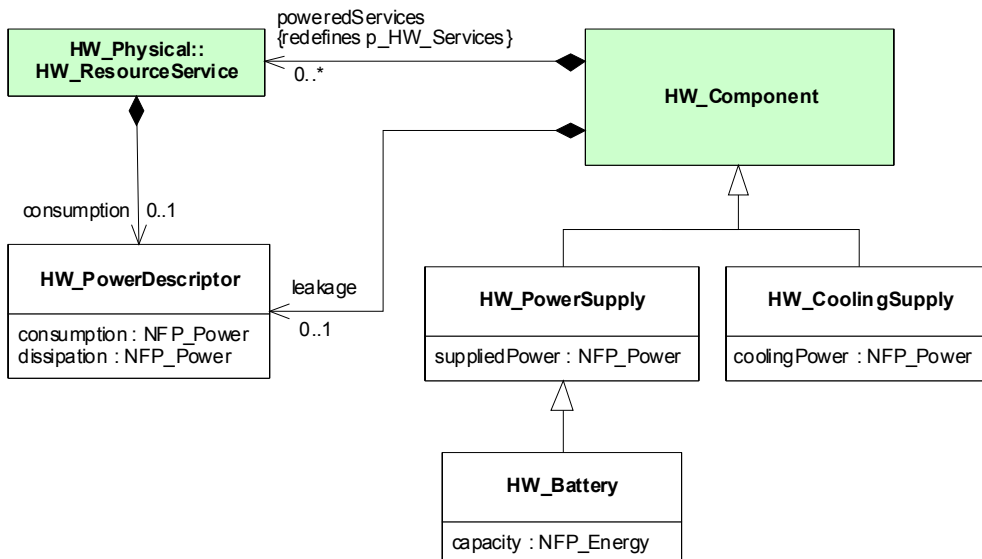 poweredServices
{redefines p_HW_Services}
0..*
HW_Physical::
HW_ResourceService
HW_Component
consumption
0..1
HW_PowerDescriptor
consumption : NFP_Power
dissipation : NFP_Power
leakage
0..1
HW_PowerSupply
suppliedPower : NFP_Power
HW_CoolingSupply
coolingPower : NFP_Power
HW_Battery
capacity : NFP_Energy